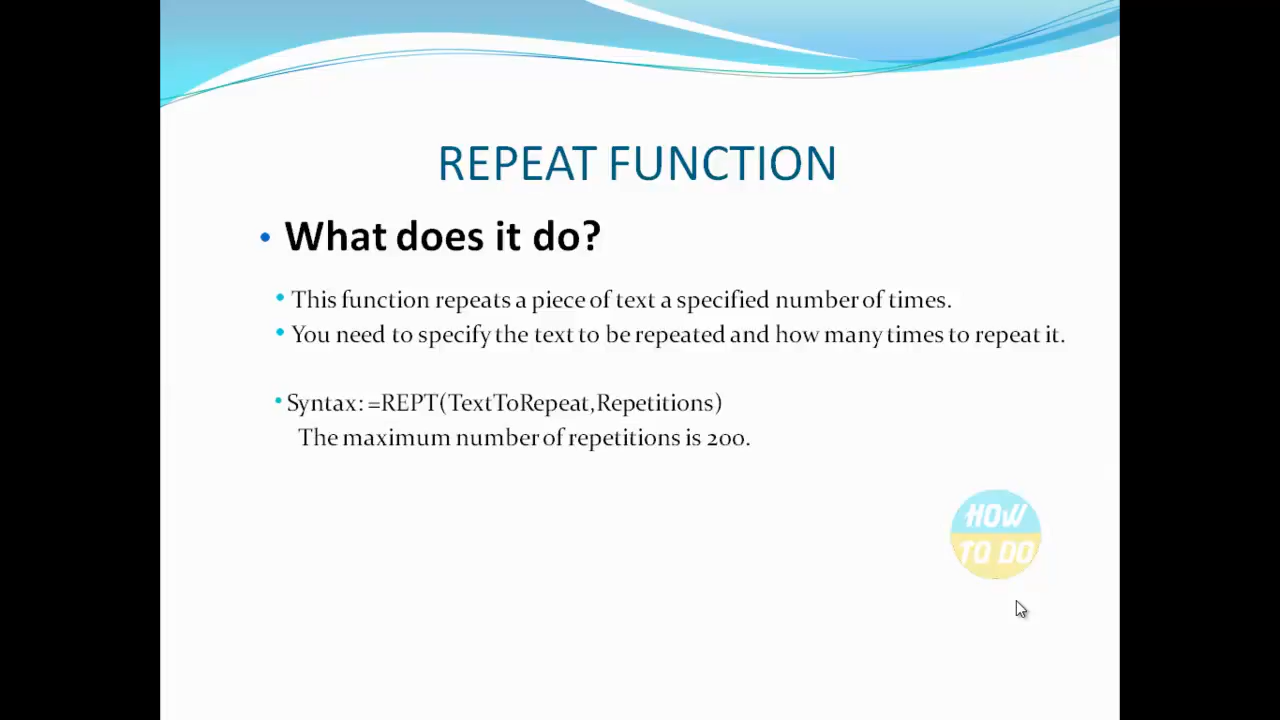 REPEAT FUNCTION
• What does it do?
• This function repeats a piece of text a specified number of times.
• You need to specify the text to be repeated and how many times to repeat it.
• Syntax: =REPT(TextToRepeat,Repetitions)
The maximum number of repetitions is 200.
HOW
TO DO